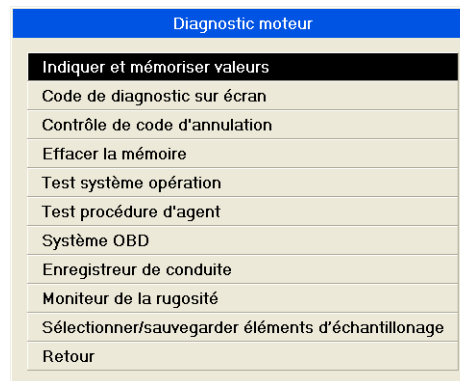 Diagnostic moteur
Indiquer et mémoriser valeurs
Code de diagnostic sur écran
Contrôle de code d'annulation
Effacer la mémoire
Test système opération
Test procédure d'agent
Système OBD
Enregistreur de conduite
Moniteur de la rugosité
Sélectionner/sauvegarder éléments d'échantillonage
Retour